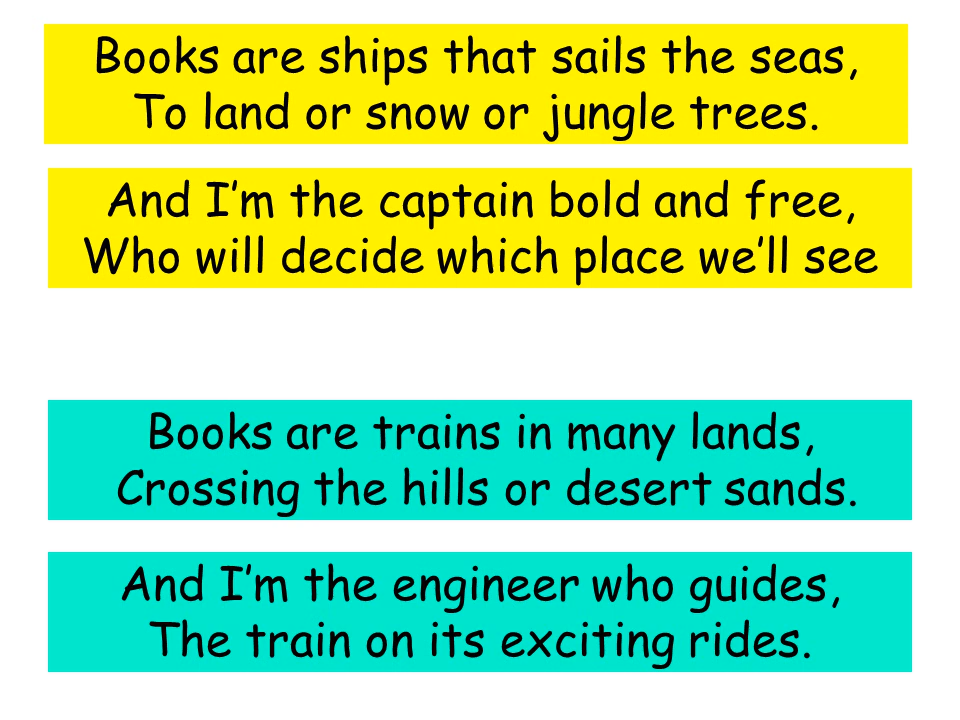 Books are ships that sails the seas,
To land or snow or jungle trees.
And I’m the captain bold and free,
Who will decide which place we’ll see
Books are trains in many lands,
Crossing the hills or desert sands.
And I’m the engineer who guides,
The train on its exciting rides.